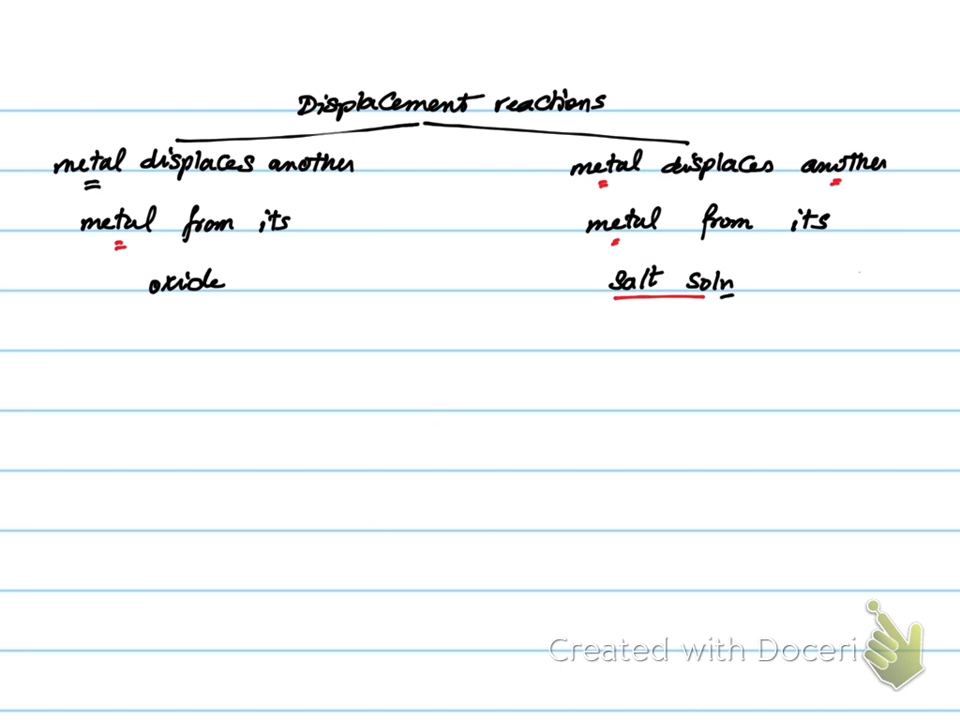 Displacement reactions
metal displaces another
metal from its
oxide
metal displaces another
metal from its
salt soln
Created with Doceri